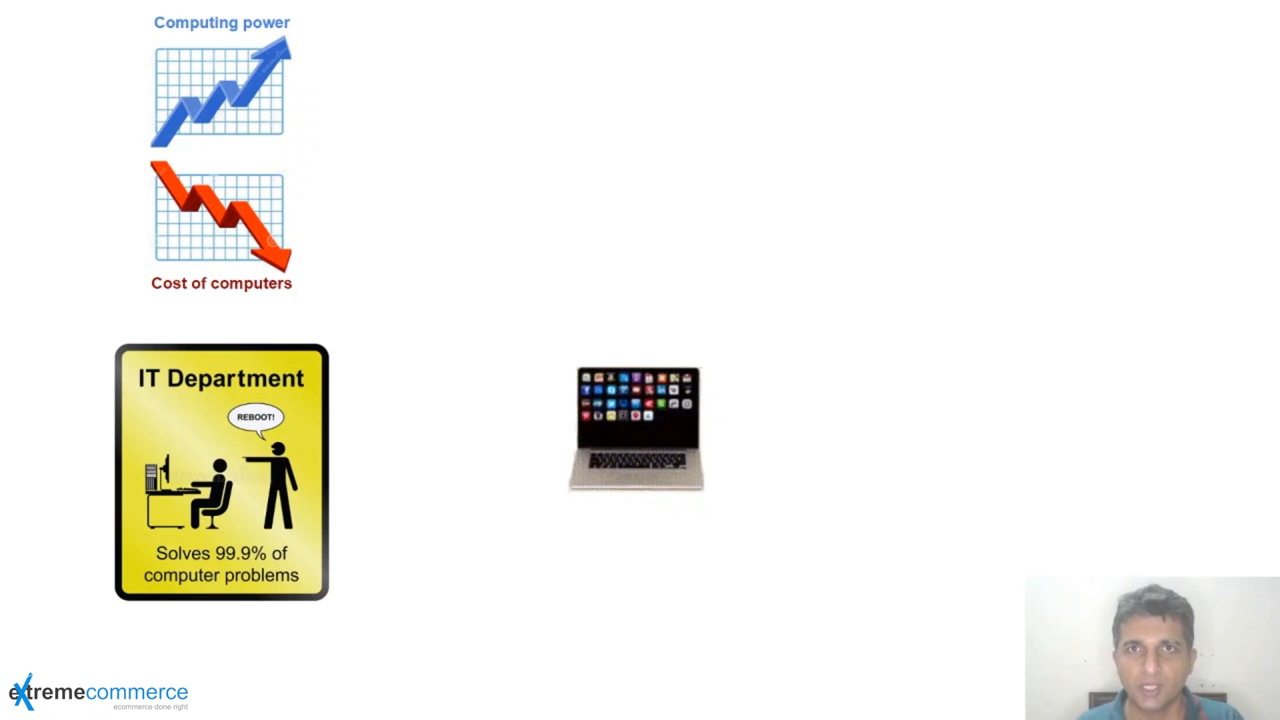 Computing power
Cost of computers
IT Department
REBOOT!
Solves 99.9% of
computer problems
extremecommerce
ecommerce done right